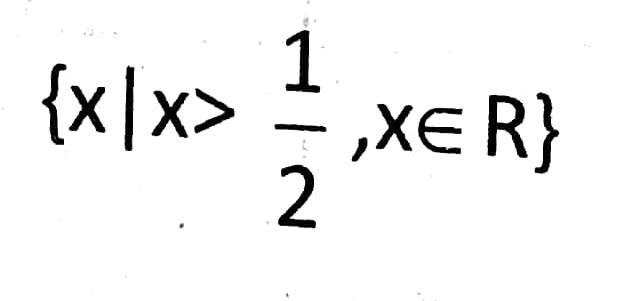 {x|x> 1/2 ,x∈ R}